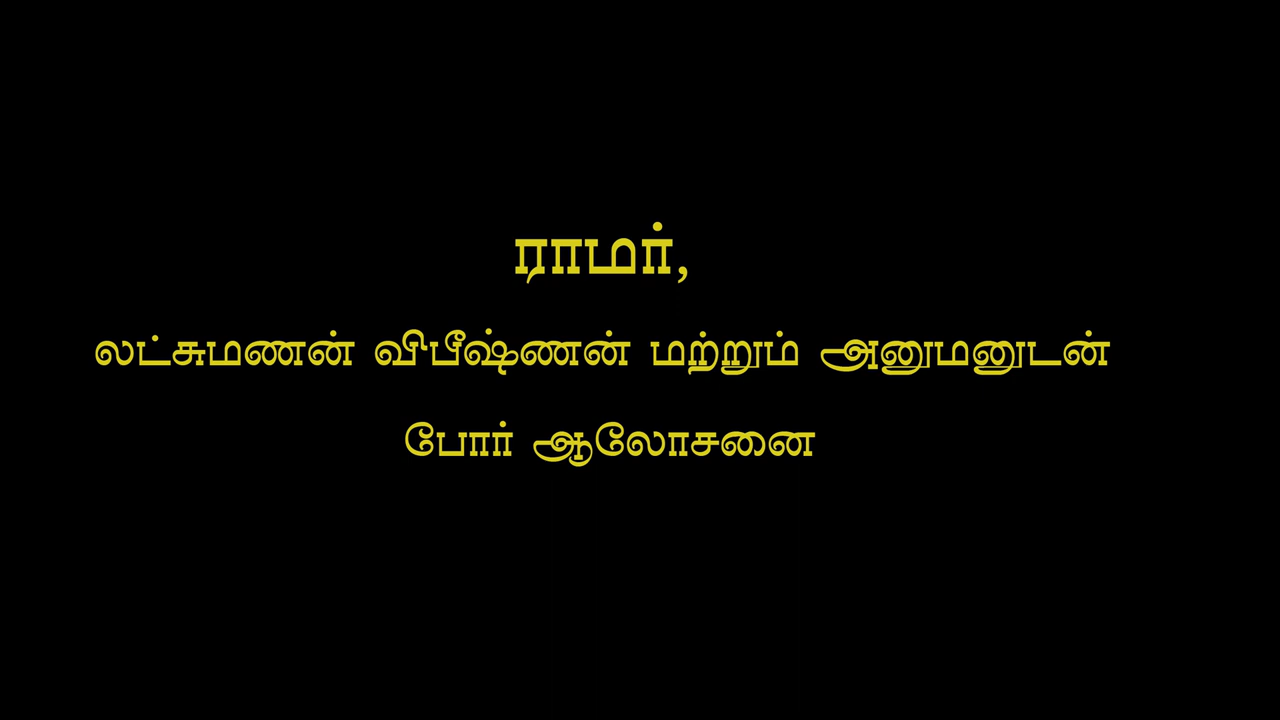 ராமர்,
லட்சுமணன் விபீஷ்ணன் மற்றும் அனுமனுடன்
போர் ஆலோசனை